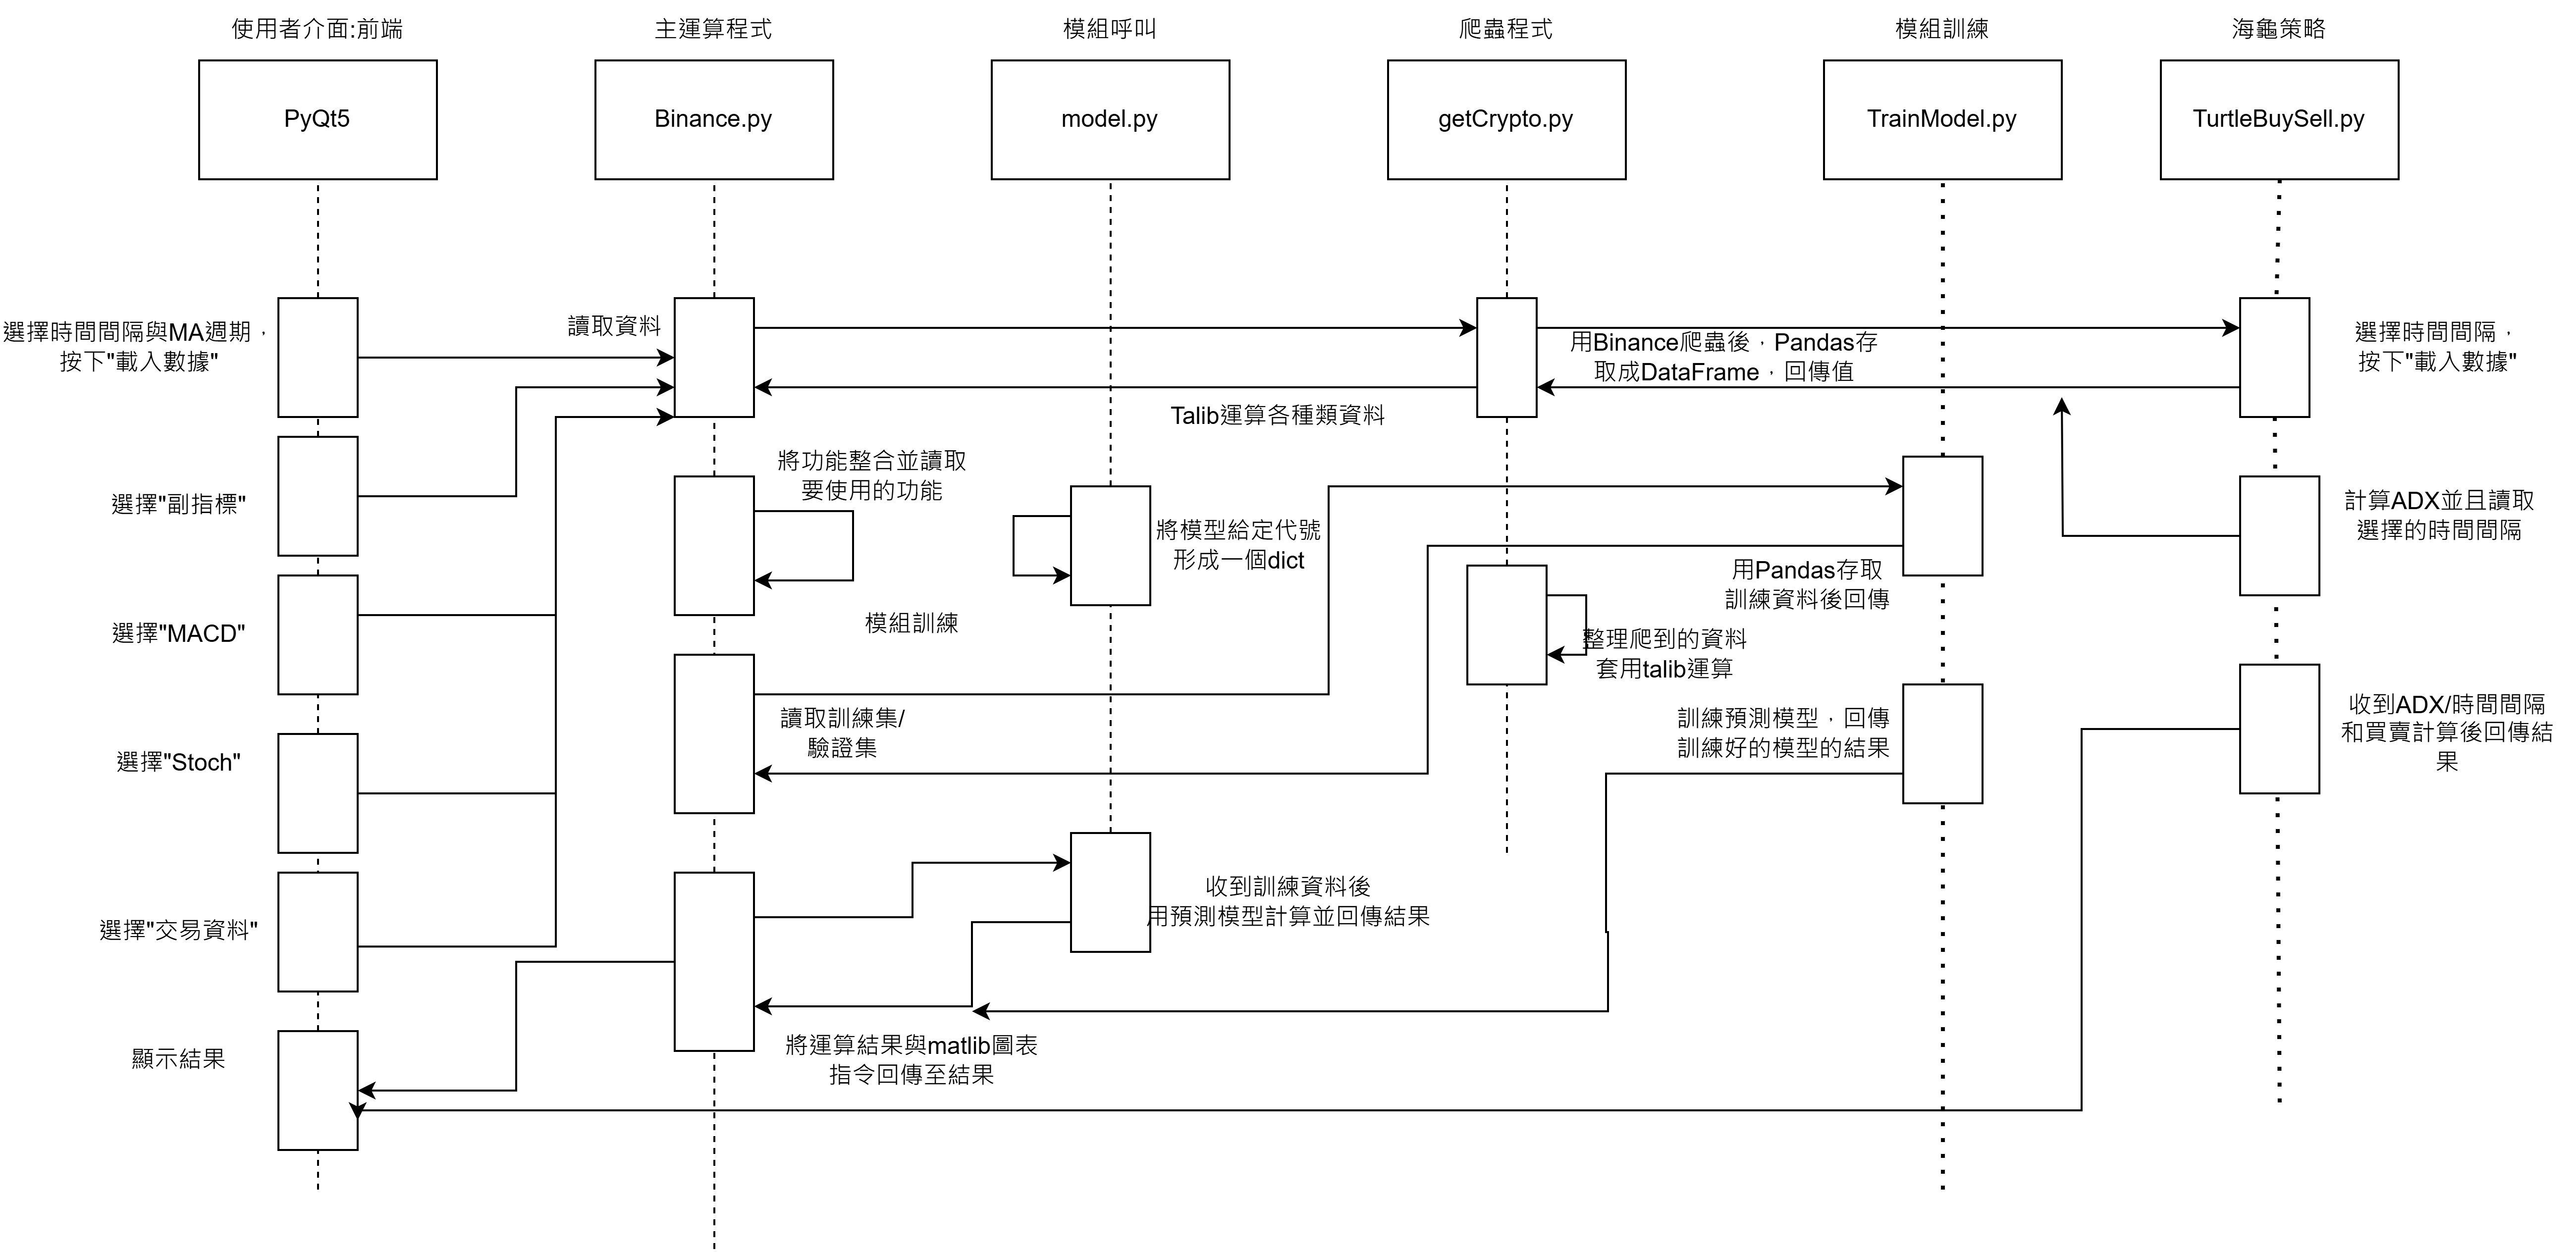 使用者介面:前端
主運算程式
模組呼叫
爬蟲程式
模組訓練
海龜策略
PyQt5
Binance.py
model.py
getCrypto.py
TrainModel.py
TurtleBuySell.py
選擇時間間隔與MA週期，
按下"載入數據"
讀取資料
用Binance爬蟲後，Pandas存
取成DataFrame，回傳值
選擇時間間隔，
按下"載入數據"
Talib運算各種類資料
將功能整合並讀取
要使用的功能
選擇"副指標"
將模型給定代號
形成一個dict
計算ADX並且讀取
選擇的時間間隔
用Pandas存取
訓練資料後回傳
選擇"MACD"
模組訓練
整理爬到的資料
套用talib運算
讀取訓練集/
驗證集
訓練預測模型，回傳
訓練好的模型的結果
收到ADX/時間間隔
和買賣計算後回傳結
果
選擇"Stoch"
收到訓練資料後
用預測模型計算並回傳結果
選擇"交易資料"
將運算結果與matlib圖表
指令回傳至結果
顯示結果